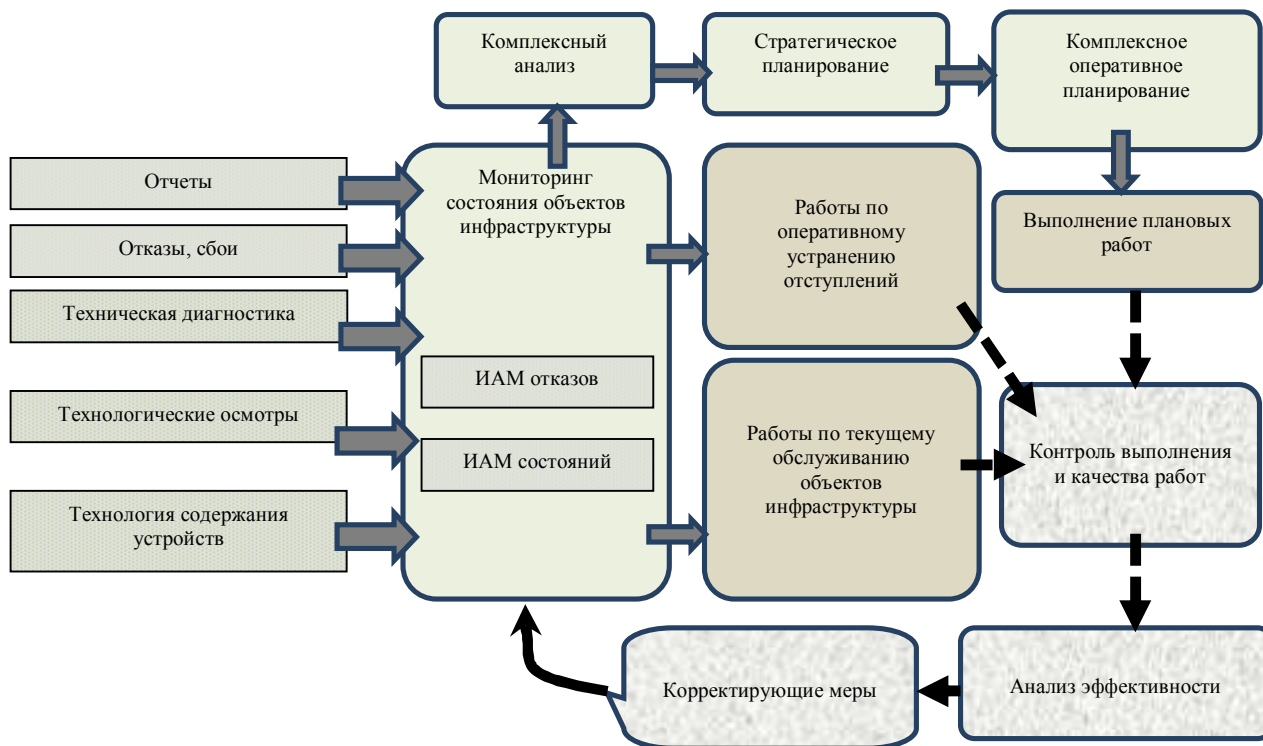 Комплексный
анализ
Стратегическое
планирование
Комплексное
оперативное
планирование
Отчеты
Отказы, сбои
Техническая диагностика
Технологические осмотры
Технология содержания
устройств
Мониторинг
состояния объектов
инфраструктуры
ИАМ отказов
ИАМ состояний
Работы по
оперативному
устранению
отступлений
Работы по текущему
обслуживанию
объектов
инфраструктуры
Выполнение плановых
работ
Контроль выполнения
и качества работ
Корректирующие меры
Анализ эффективности